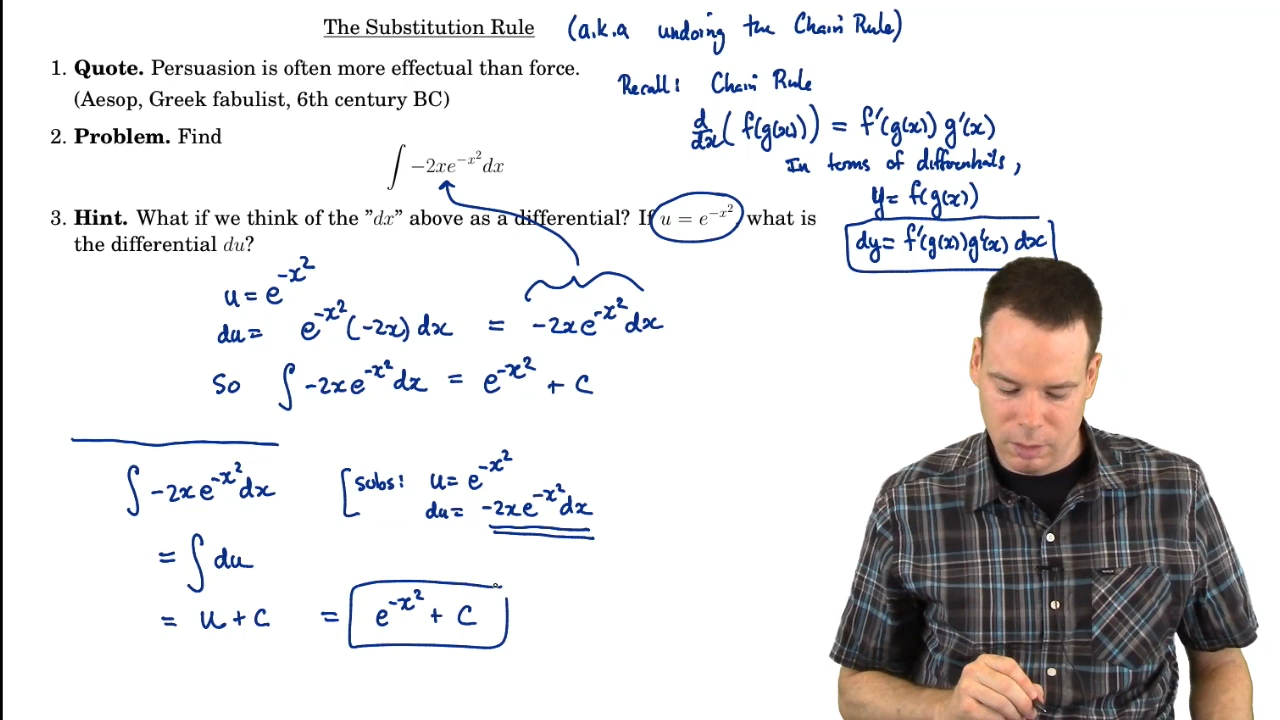 The Substitution Rule (a.k.a undoing the Chain Rule)
1. Quote. Persuasion is often more effectual than force.
(Aesop, Greek fabulist, 6th century BC)
2. Problem. Find
∫ −2xe^{−x²}dx
3. Hint. What if we think of the ”dx” above as a differential? If u = e^{−x²}, what is
the differential du?
Recall: Chain Rule
d/dx (f(g(x))) = f'(g(x)) g'(x)
In terms of differentials,
y = f(g(x))
dy = f'(g(x))g'(x) dx
u = e^{-x²}
du = e^{-x²}(-2x) dx = -2xe^{-x²}dx
So ∫ -2xe^{-x²}dx = e^{-x²} + C
∫ -2xe^{-x²}dx [subs: u = e^{-x²}
du = -2xe^{-x²}dx
= ∫ du
= u + C = e^{-x²} + C